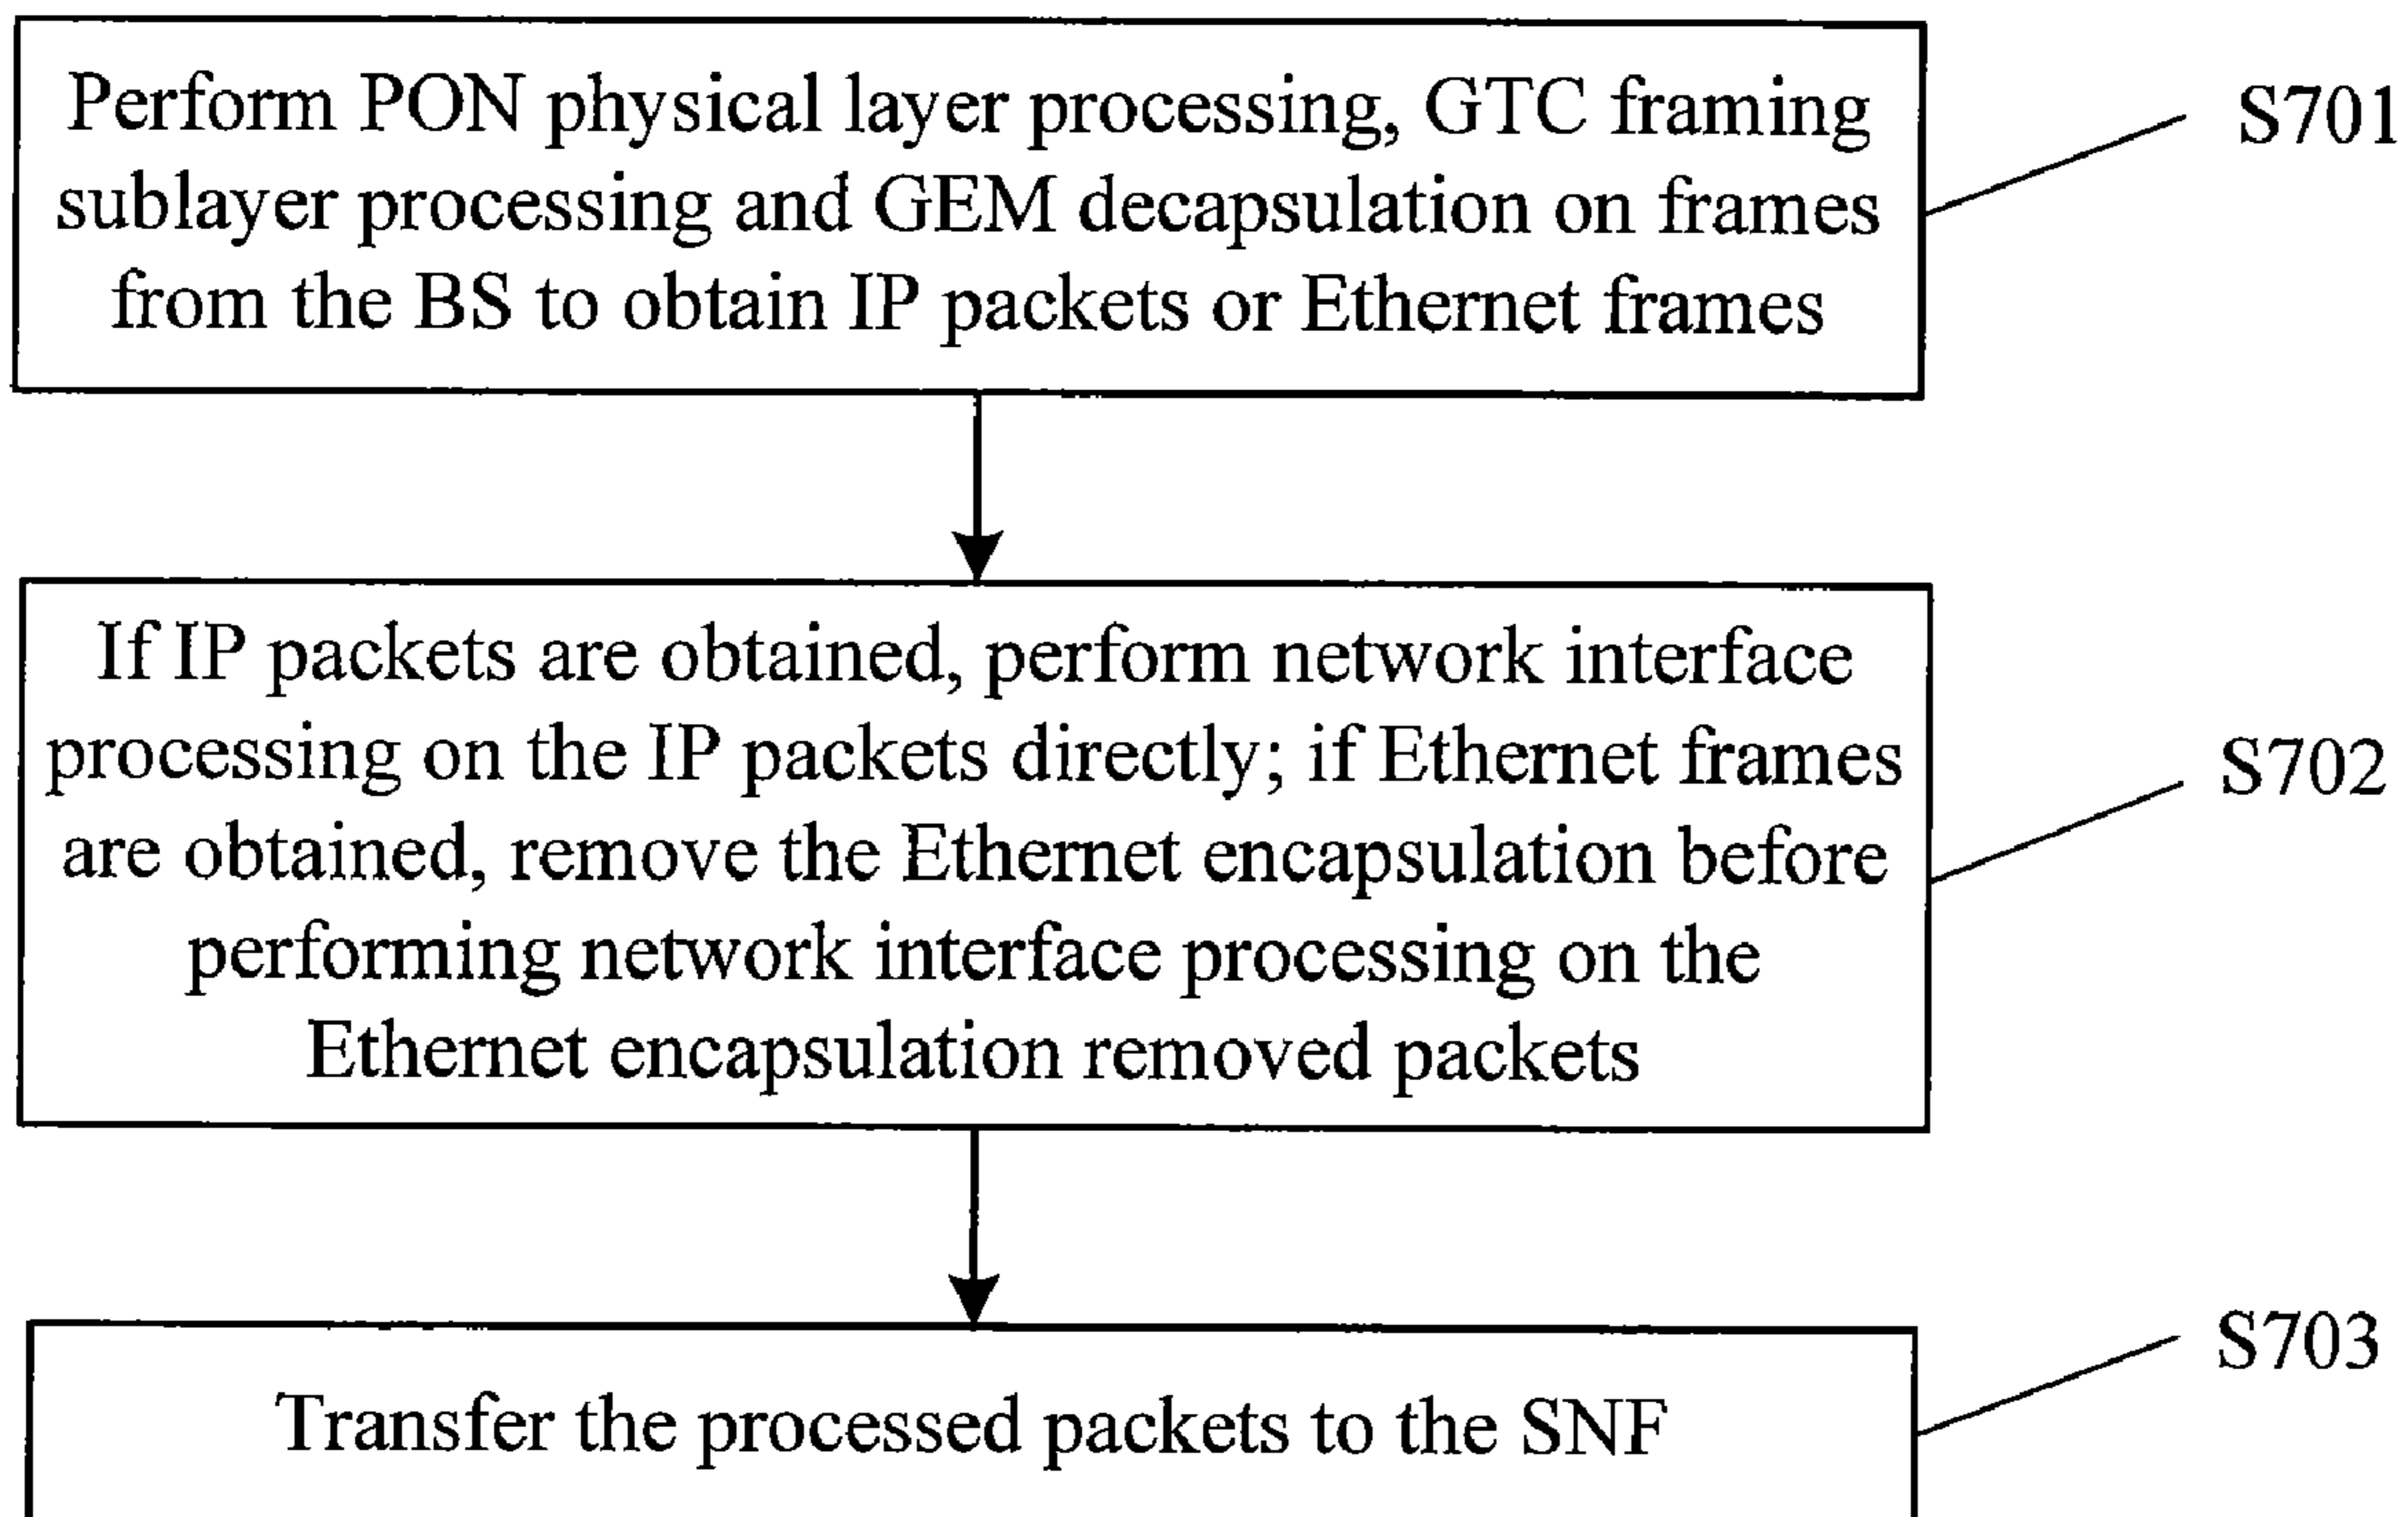 Perform PON physical layer processing, GTC framing
sublayer processing and GEM decapsulation on frames
from the BS to obtain IP packets or Ethernet frames
S701
If IP packets are obtained, perform network interface
processing on the IP packets directly; if Ethernet frames
are obtained, remove the Ethernet encapsulation before
performing network interface processing on the
Ethernet encapsulation removed packets
S702
Transfer the processed packets to the SNF
S703